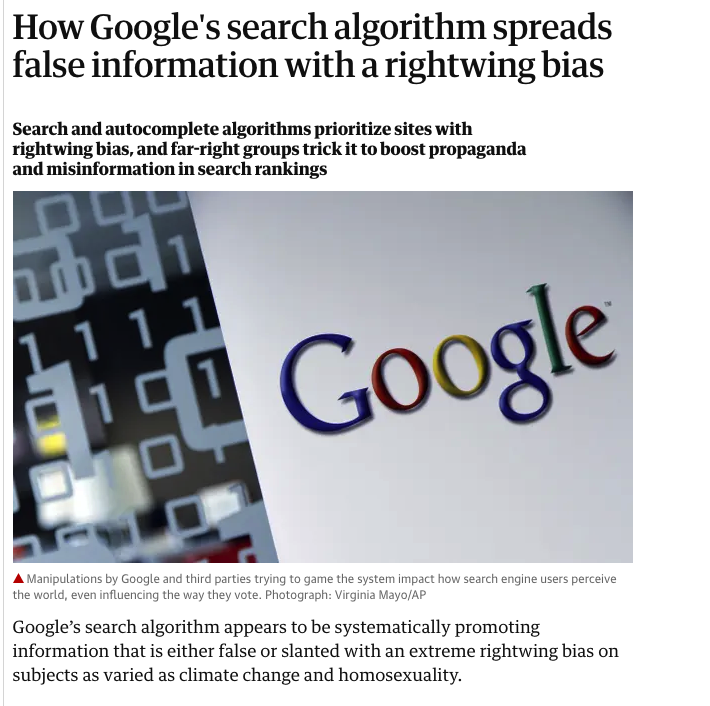 How Google's search algorithm spreads
false information with a rightwing bias
Search and autocomplete algorithms prioritize sites with
rightwing bias, and far-right groups trick it to boost propaganda
and misinformation in search rankings
Google™
Manipulations by Google and third parties trying to game the system impact how search engine users perceive
the world, even influencing the way they vote. Photograph: Virginia Mayo/AP
Google’s search algorithm appears to be systematically promoting
information that is either false or slanted with an extreme rightwing bias on
subjects as varied as climate change and homosexuality.